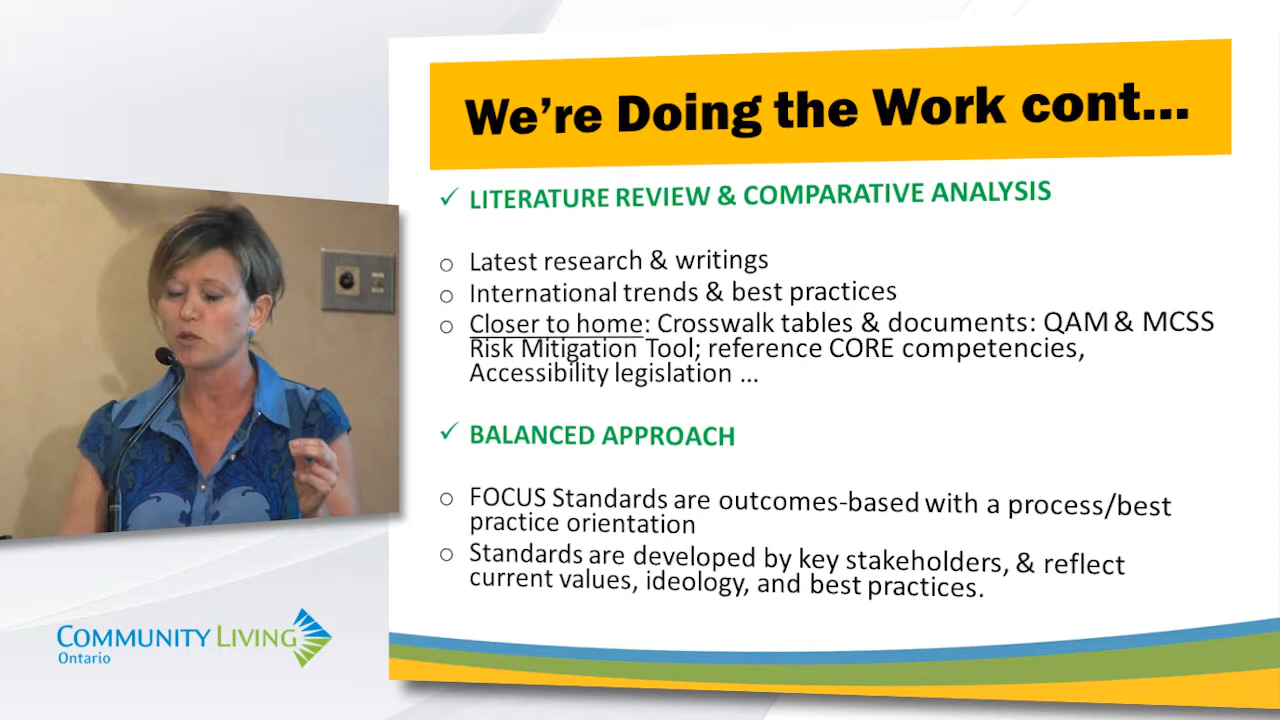 We're Doing the Work cont...
✓ LITERATURE REVIEW & COMPARATIVE ANALYSIS
○ Latest research & writings
○ International trends & best practices
○ Closer to home: Crosswalk tables & documents: QAM & MCSS
Risk Mitigation Tool; reference CORE competencies,
Accessibility legislation ...
✓ BALANCED APPROACH
○ FOCUS Standards are outcomes-based with a process/best
practice orientation
○ Standards are developed by key stakeholders, & reflect
current values, ideology, and best practices.
COMMUNITY LIVING
Ontario